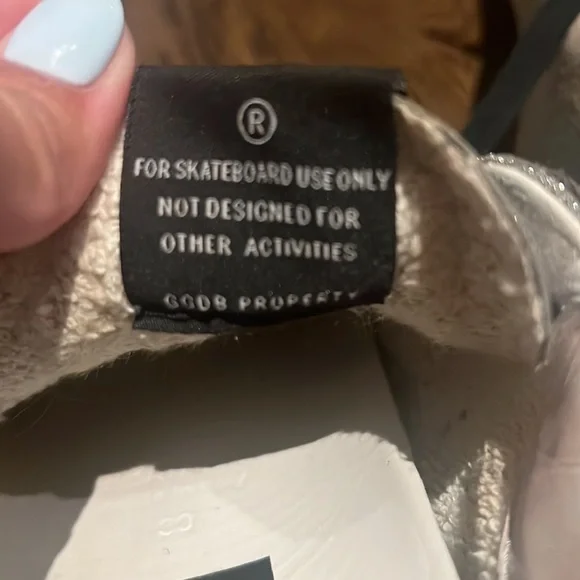 ®
FOR SKATEBOARD USE ONLY
NOT DESIGNED FOR
OTHER ACTIVITIES
GGDB PROPERTY